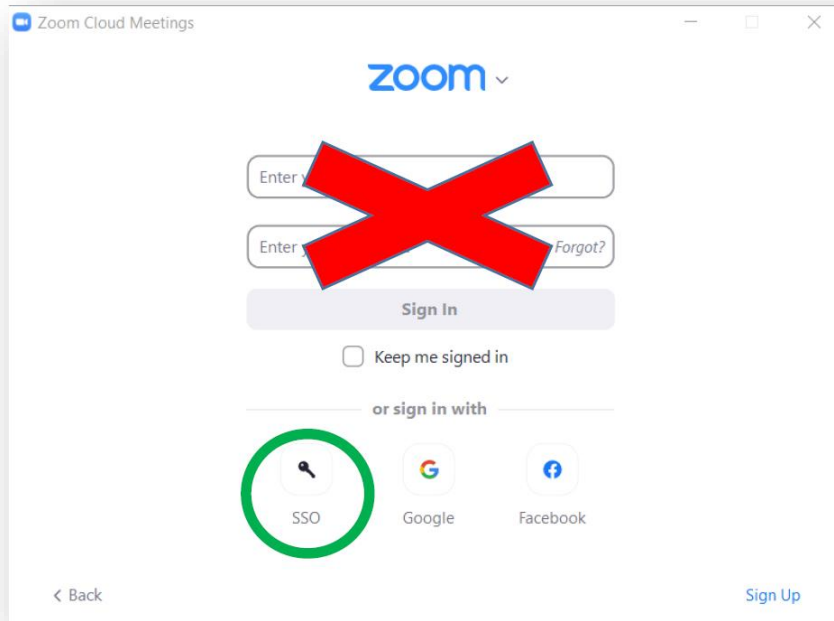 Zoom Cloud Meetings
zoom
Enter
Enter Forgot?
Sign In
Keep me signed in
or sign in with
SSO Google Facebook
Back Sign Up